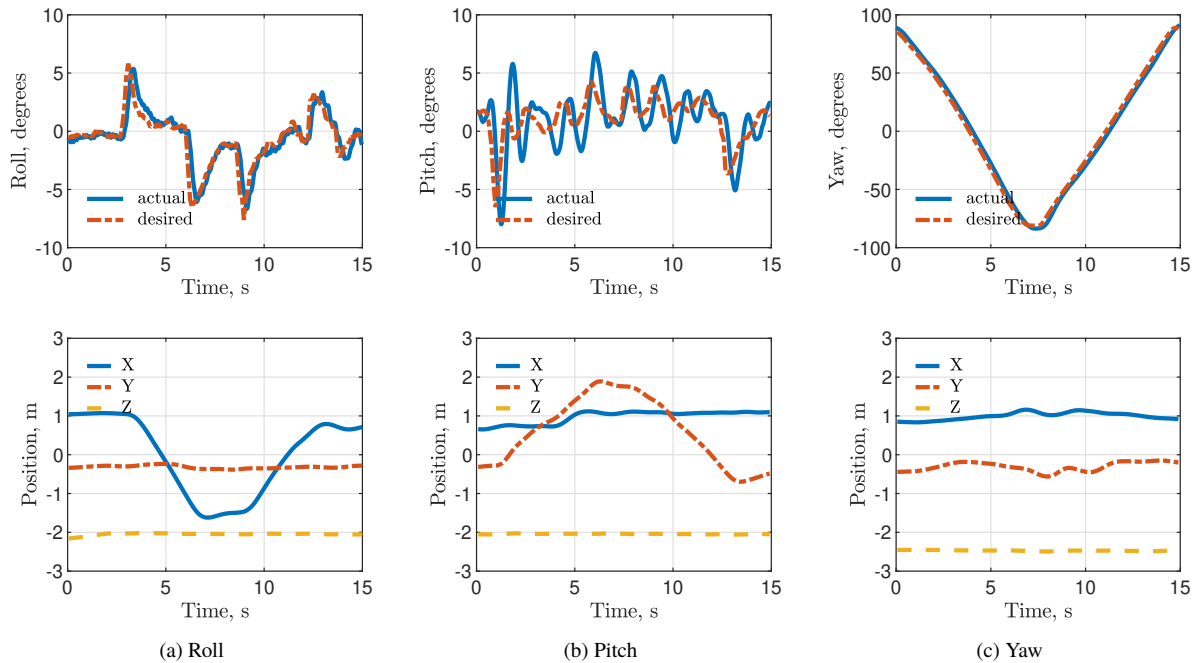 Roll, degrees
10
5
0
-5
-10
actual
desired
0 5 10 15
Time, s
Pitch, degrees
10
5
0
-5
-10
actual
desired
0 5 10 15
Time, s
Yaw, degrees
100
50
0
-50
-100
actual
desired
0 5 10 15
Time, s
Position, m
3
2
1
0
-1
-2
-3
X
Y
Z
0 5 10 15
Time, s
(a) Roll
Position, m
3
2
1
0
-1
-2
-3
X
Y
Z
0 5 10 15
Time, s
(b) Pitch
Position, m
3
2
1
0
-1
-2
-3
X
Y
Z
0 5 10 15
Time, s
(c) Yaw